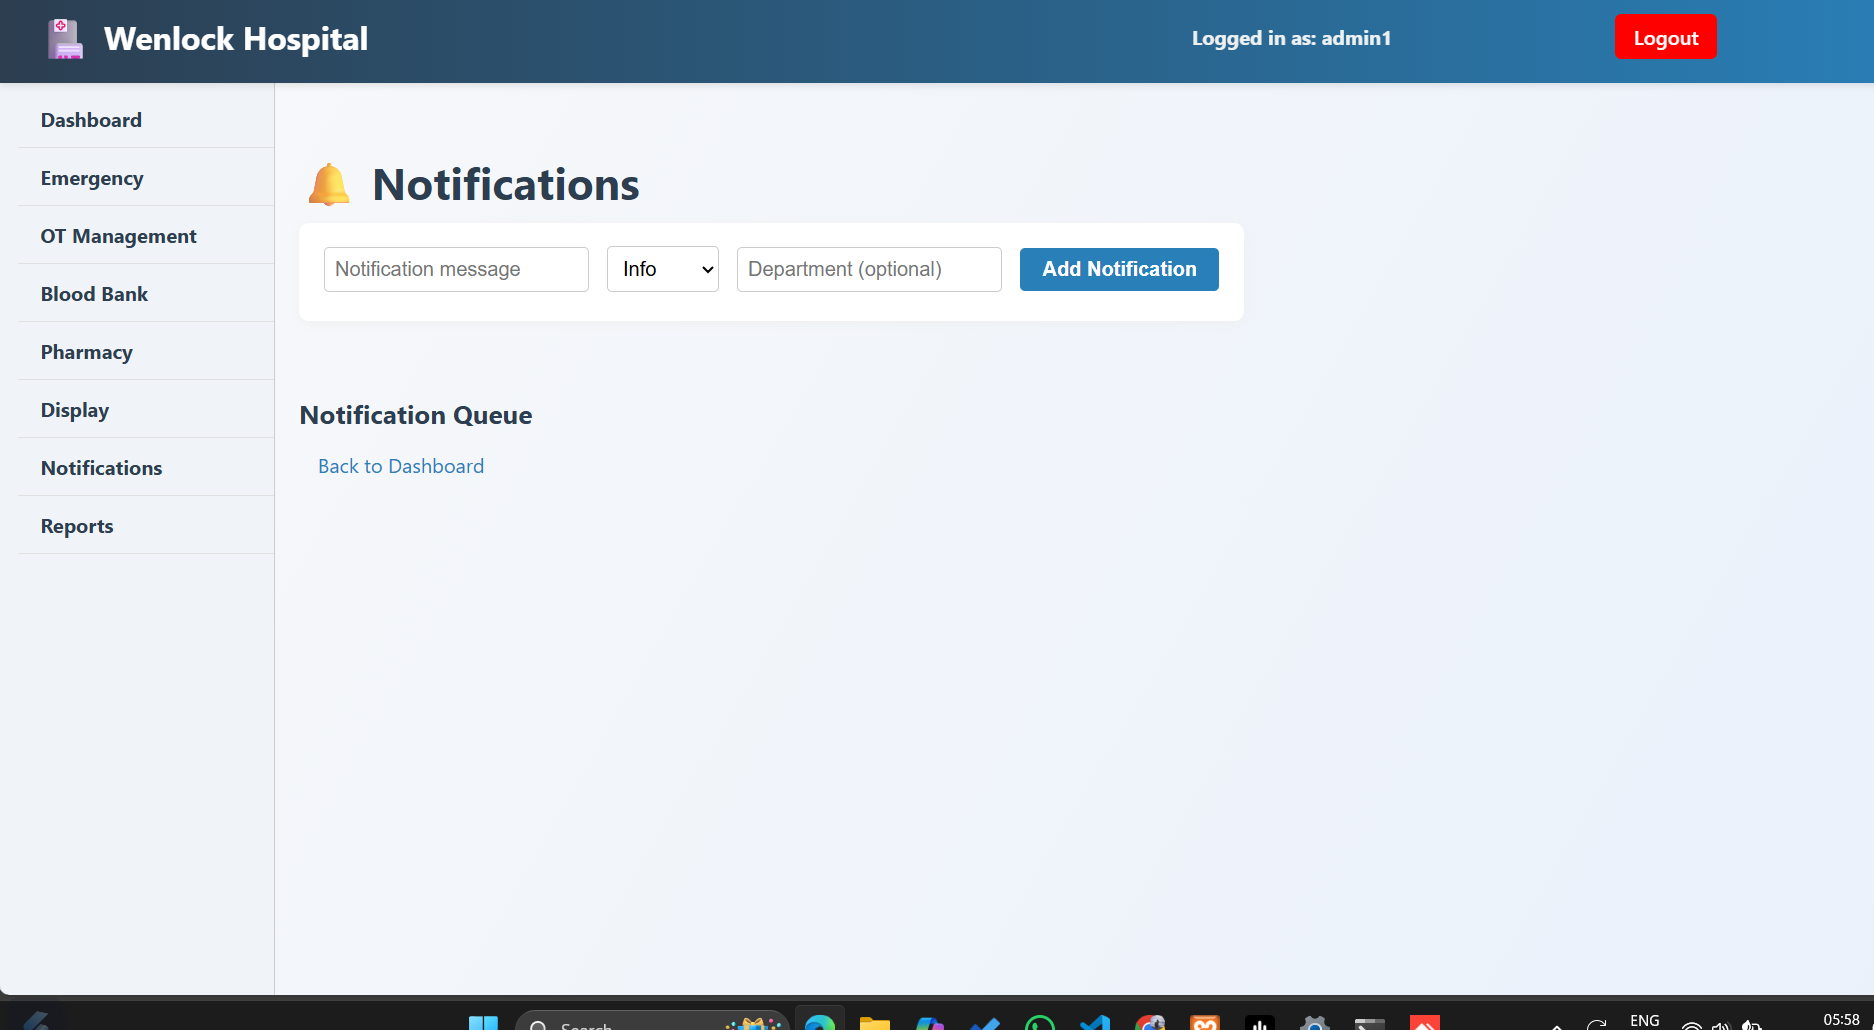 Wenlock Hospital
Logged in as: admin1
Logout
Dashboard
Emergency
OT Management
Blood Bank
Pharmacy
Display
Notifications
Reports
Notifications
Notification message
Info
Department (optional)
Add Notification
Notification Queue
Back to Dashboard
Search
ENG
05:58